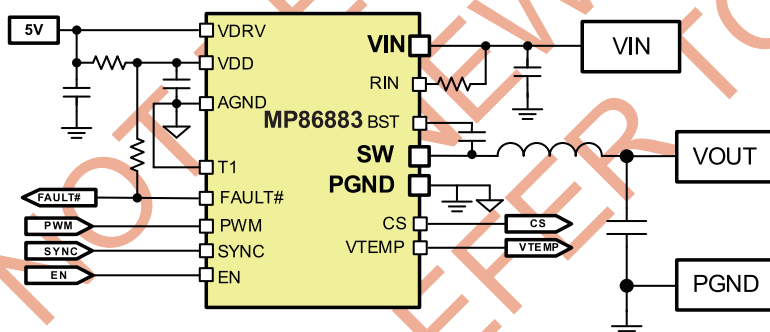 5V
VDRV
VDD
AGND
T1
FAULT#
PWM
SYNC
EN
FAULT#
PWM
SYNC
EN
MP86883
VIN
RIN
BST
SW
PGND
CS
VTEMP
CS
VTEMP
VIN
VOUT
PGND